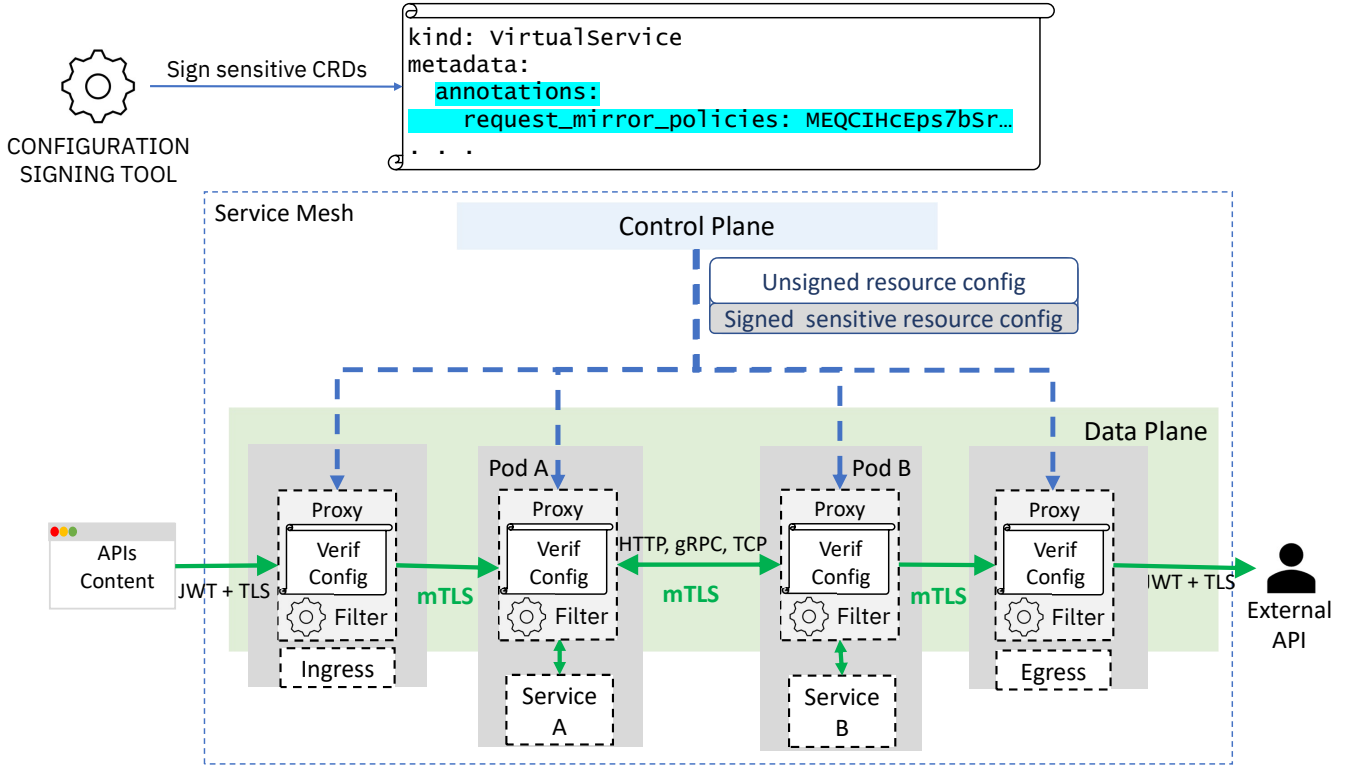 kind: VirtualService
metadata:
annotations:
request_mirror_policies: MEQCIHcEps7bSr…
. . .
Sign sensitive CRDs
CONFIGURATION
SIGNING TOOL
Service Mesh
Control Plane
Unsigned resource config
Signed sensitive resource config
Data Plane
Pod A
Pod B
Proxy
Verif
Config
Filter
Ingress
Proxy
Verif
Config
Filter
Service
A
Proxy
Verif
Config
Filter
Service
B
Proxy
Verif
Config
Filter
Egress
APIs
Content
JWT + TLS
mTLS
HTTP, gRPC, TCP
mTLS
mTLS
JWT + TLS
External
API